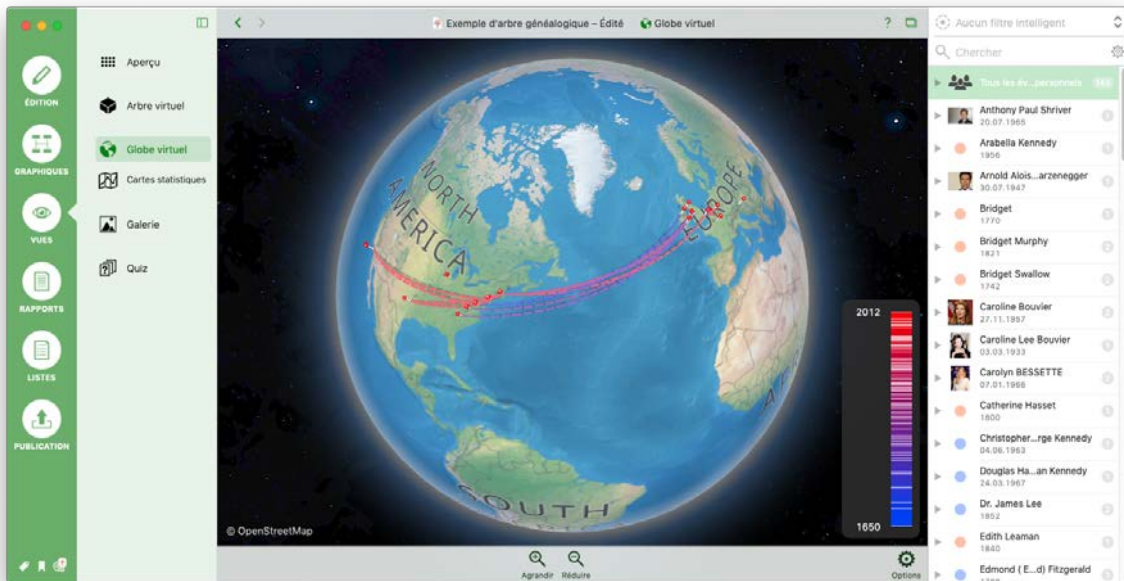 Exemple d'arbre généalogique – Édité
Globe virtuel
?
ÉDITION
GRAPHIQUES
VUES
RAPPORTS
LISTES
PUBLICATION
Aperçu
Arbre virtuel
Globe virtuel
Cartes statistiques
Galerie
Quiz
NORTH
AMERICA
EUROPE
SOUTH
A
2012
1650
© OpenStreetMap
Agrandir
Réduire
Options
Aucun filtre intelligent
Chercher
Tous les év...personnels
Anthony Paul Shriver
20.07.1965
Arabella Kennedy
1956
Arnold Alois...arzenegger
30.07.1947
Bridget
1770
Bridget Murphy
1821
Bridget Swallow
1742
Caroline Bouvier
27.11.1957
Caroline Lee Bouvier
03.03.1933
Carolyn BESSETTE
07.01.1966
Catherine Hasset
1800
Christopher...rge Kennedy
04.06.1963
Douglas Ha...an Kennedy
24.03.1967
Dr. James Lee
1852
Edith Leaman
1840
Edmond ( E...d) Fitzgerald